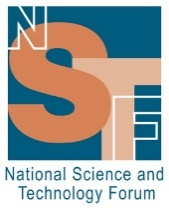 NSTF
National Science and
Technology Forum